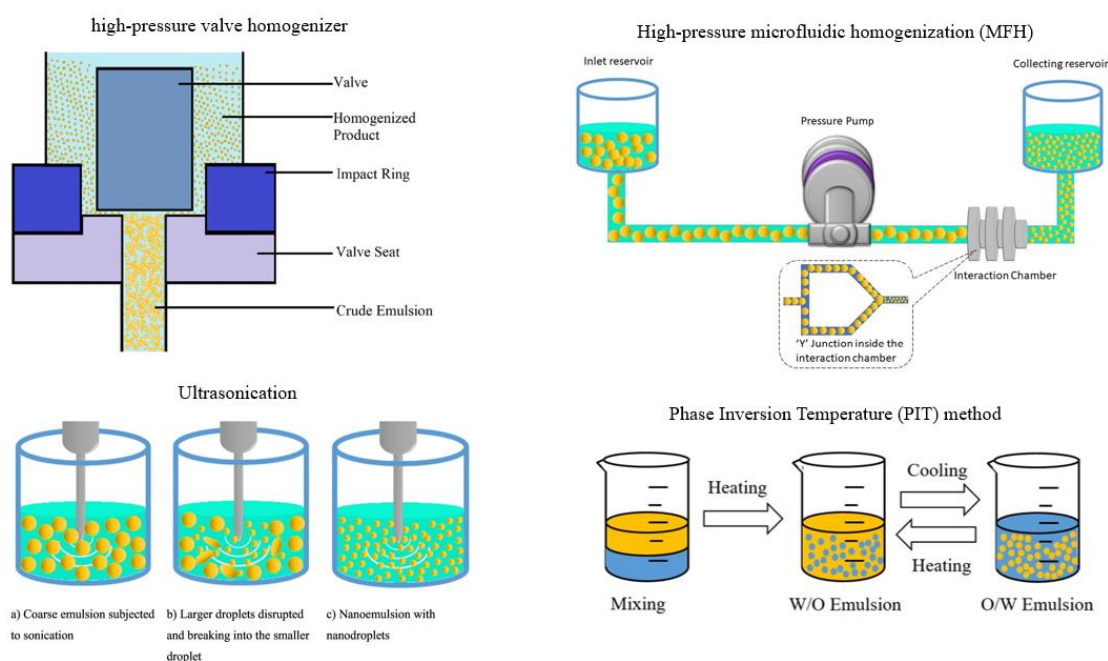 high-pressure valve homogenizer
Valve
Homogenized
Product
Impact Ring
Valve Seat
Crude Emulsion
High-pressure microfluidic homogenization (MFH)
Inlet reservoir
Collecting reservoir
Pressure Pump
Interaction Chamber
'Y' Junction inside the
interaction chamber
Ultrasonication
a) Coarse emulsion subjected
to sonication
b) Larger droplets disrupted
and breaking into the smaller
droplet
c) Nanoemulsion with
nanodroplets
Phase Inversion Temperature (PIT) method
Heating
Cooling
Heating
Mixing
W/O Emulsion
O/W Emulsion